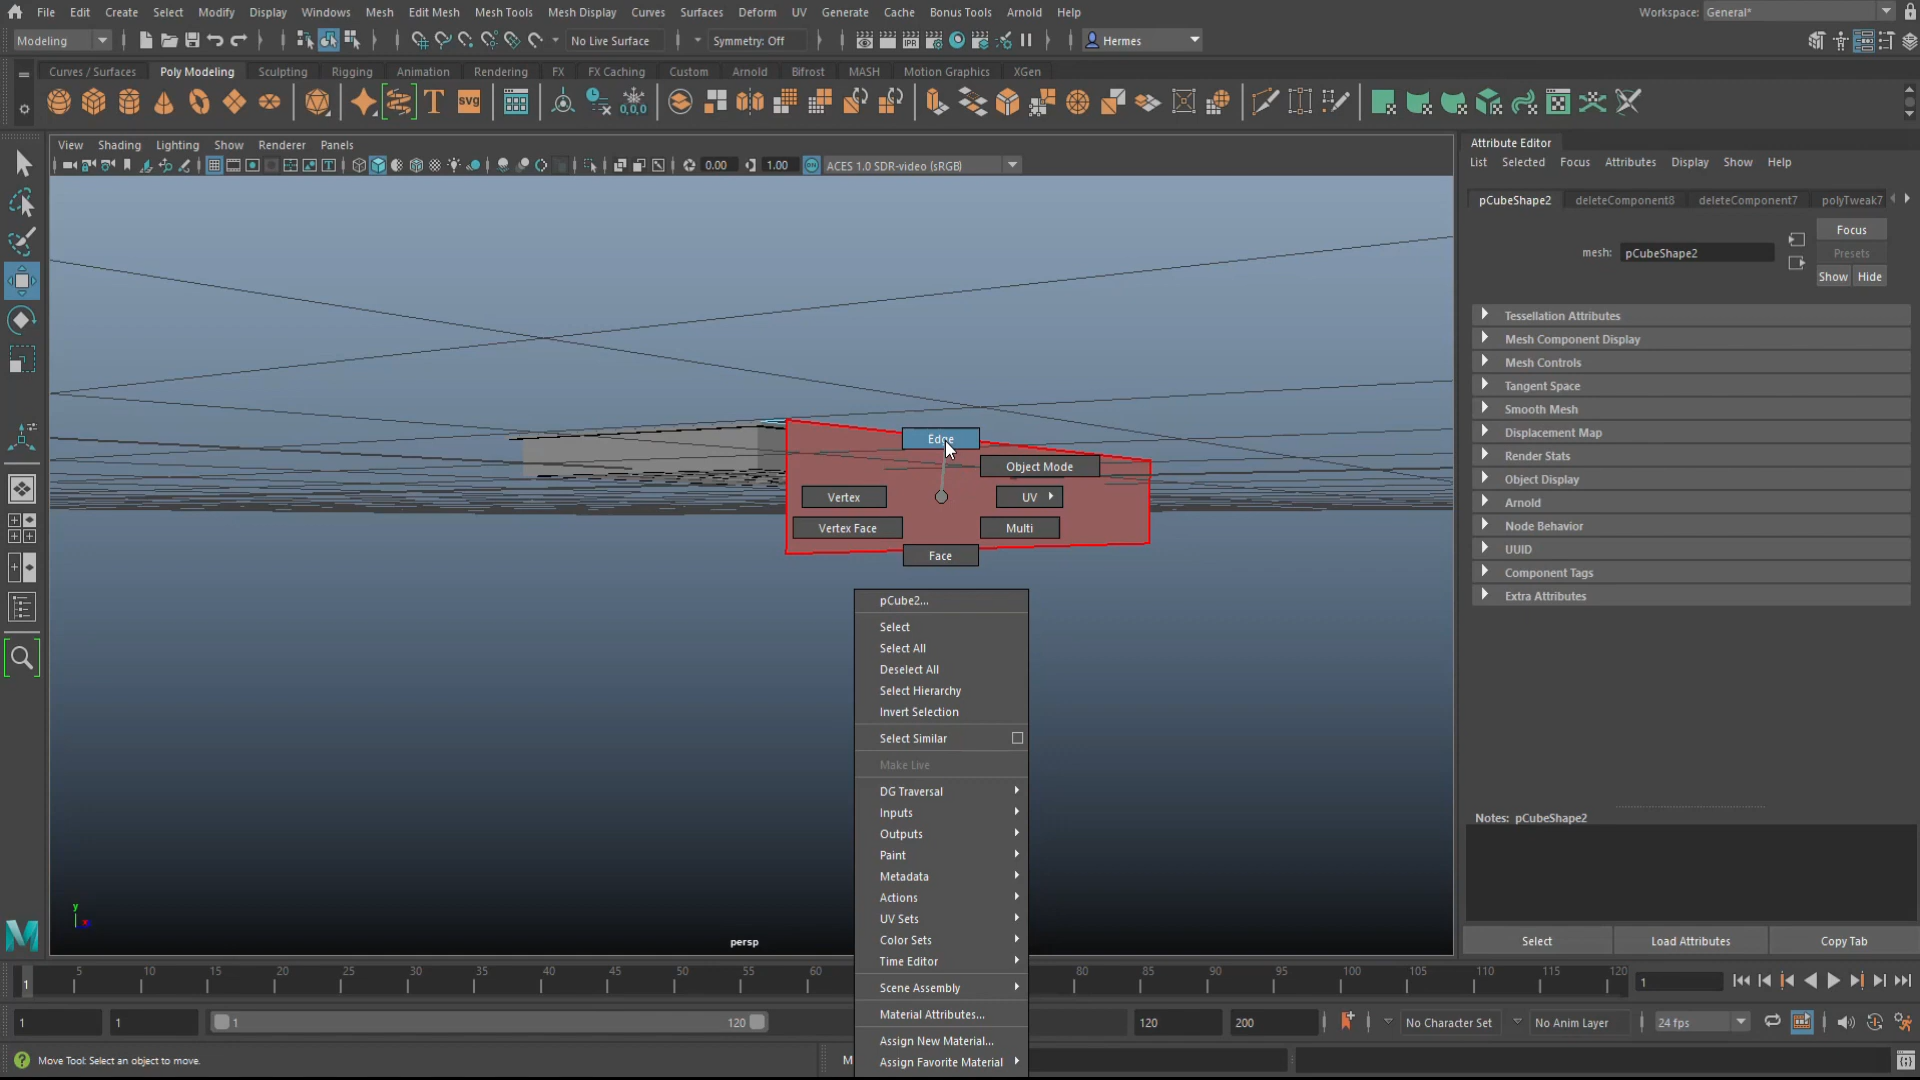 File Edit Create Select Modify Display Windows Mesh Edit Mesh Mesh Tools Mesh Display Curves Surfaces Deform UV Generate Cache Bonus Tools Arnold Help Workspace: General*
Modeling No Live Surface Symmetry: Off IPR Hermes
Curves / Surfaces Poly Modeling Sculpting Rigging Animation Rendering FX FX Caching Custom Arnold Bifrost MASH Motion Graphics XGen
T SVG 0,0,0
View Shading Lighting Show Renderer Panels
0.00 1.00 ACES 1.0 SDR-video (sRGB)
Attribute Editor
List Selected Focus Attributes Display Show Help
pCubeShape2 deleteComponent8 deleteComponent7 polyTweak7
Focus
mesh: pCubeShape2 Presets
Show Hide
Tessellation Attributes
Mesh Component Display
Mesh Controls
Tangent Space
Smooth Mesh
Displacement Map
Render Stats
Object Display
Arnold
Node Behavior
UUID
Component Tags
Extra Attributes
Notes: pCubeShape2
Select Load Attributes Copy Tab
Edge
Object Mode
Vertex UV
Vertex Face Multi
Face
pCube2...
Select
Select All
Deselect All
Select Hierarchy
Invert Selection
Select Similar
Make Live
DG Traversal
Inputs
Outputs
Paint
Metadata
Actions
UV Sets
Color Sets
Time Editor
Scene Assembly
Material Attributes...
Assign New Material...
Assign Favorite Material
y
x
persp
M
5 10 15 20 25 30 35 40 45 50 55 60 80 85 90 95 100 105 110 115 120
1 1
1 1 1 120 120 200 No Character Set No Anim Layer 24 fps
Move Tool: Select an object to move. M